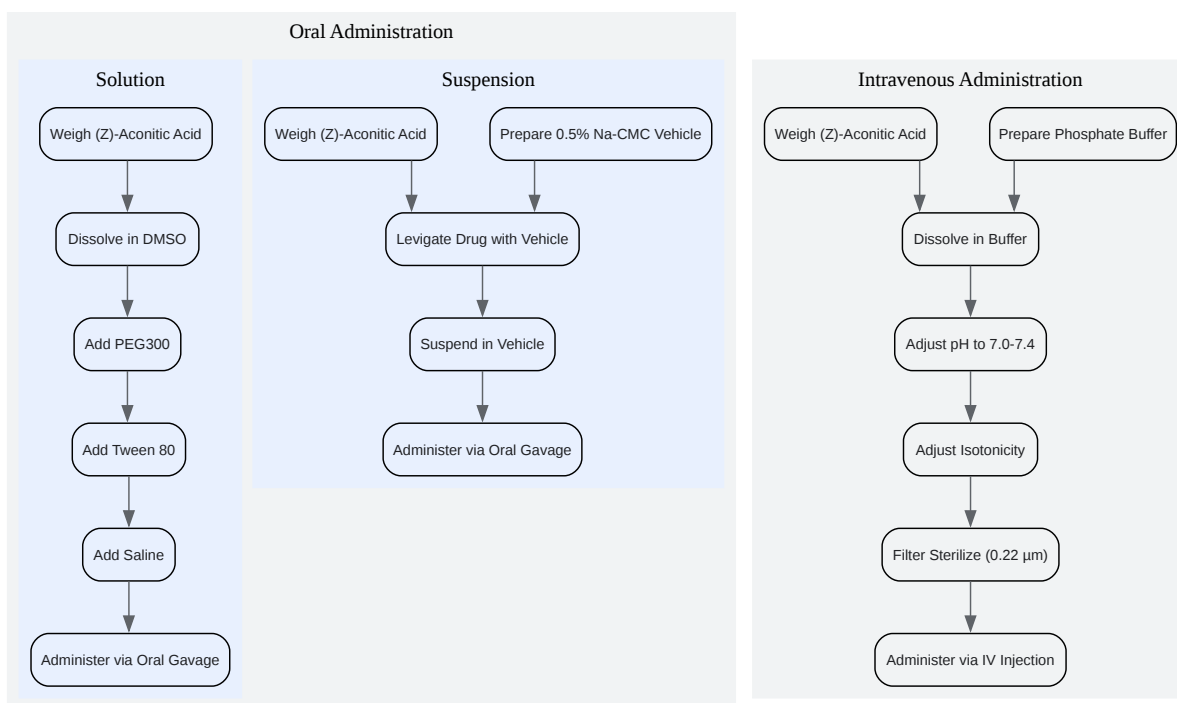 Oral Administration
Solution
Weigh (Z)-Aconitic Acid
Dissolve in DMSO
Add PEG300
Add Tween 80
Add Saline
Administer via Oral Gavage
Suspension
Weigh (Z)-Aconitic Acid
Prepare 0.5% Na-CMC Vehicle
Levigate Drug with Vehicle
Suspend in Vehicle
Administer via Oral Gavage
Intravenous Administration
Weigh (Z)-Aconitic Acid
Prepare Phosphate Buffer
Dissolve in Buffer
Adjust pH to 7.0-7.4
Adjust Isotonicity
Filter Sterilize (0.22 µm)
Administer via IV Injection